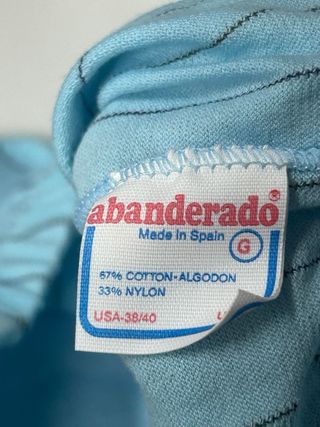 abanderado®
Made In Spain
G
67% COTTON-ALGODON
33% NYLON
USA-38/40